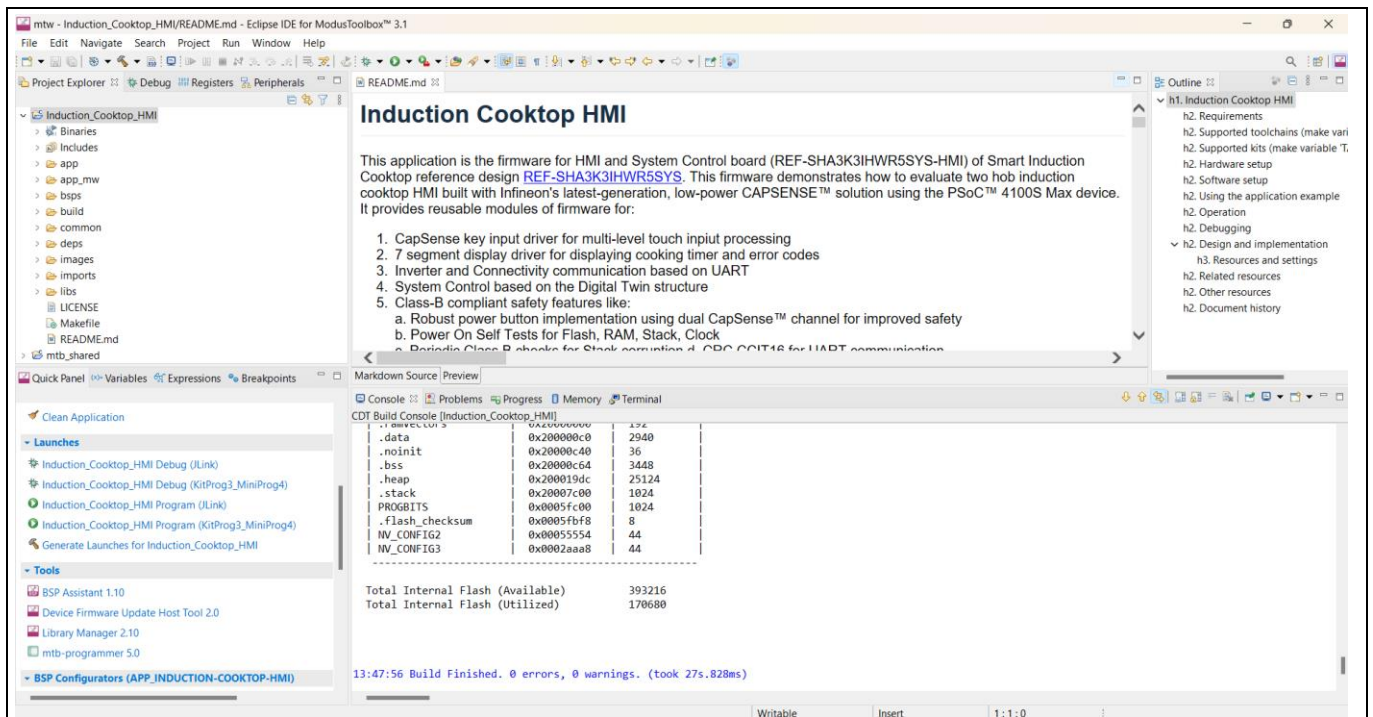 mtw - Induction_Cooktop_HMI/README.md - Eclipse IDE for ModusToolbox™ 3.1
File Edit Navigate Search Project Run Window Help
Project Explorer Debug Registers Peripherals
Induction_Cooktop_HMI
Binaries
Includes
app
app_mw
bsps
build
common
deps
images
imports
libs
LICENSE
Makefile
README.md
mtb_shared
README.md
Induction Cooktop HMI
This application is the firmware for HMI and System Control board (REF-SHA3K3IHWR5SYS-HMI) of Smart Induction
Cooktop reference design REF-SHA3K3IHWR5SYS. This firmware demonstrates how to evaluate two hob induction
cooktop HMI built with Infineon's latest-generation, low-power CAPSENSE™ solution using the PSoC™ 4100S Max device.
It provides reusable modules of firmware for:
1. CapSense key input driver for multi-level touch inpiut processing
2. 7 segment display driver for displaying cooking timer and error codes
3. Inverter and Connectivity communication based on UART
4. System Control based on the Digital Twin structure
5. Class-B compliant safety features like:
a. Robust power button implementation using dual CapSense™ channel for improved safety
b. Power On Self Tests for Flash, RAM, Stack, Clock
c. Periodic Class B checks for Stack corruption d. CRC CCIT16 for UART communication
Markdown Source Preview
Outline
h1. Induction Cooktop HMI
h2. Requirements
h2. Supported toolchains (make vari
h2. Supported kits (make variable 'T.
h2. Hardware setup
h2. Software setup
h2. Using the application example
h2. Operation
h2. Debugging
h2. Design and implementation
h3. Resources and settings
h2. Related resources
h2. Other resources
h2. Document history
Quick Panel Variables Expressions Breakpoints
Clean Application
Launches
Induction_Cooktop_HMI Debug (JLink)
Induction_Cooktop_HMI Debug (KitProg3_MiniProg4)
Induction_Cooktop_HMI Program (JLink)
Induction_Cooktop_HMI Program (KitProg3_MiniProg4)
Generate Launches for Induction_Cooktop_HMI
Tools
BSP Assistant 1.10
Device Firmware Update Host Tool 2.0
Library Manager 2.10
mtb-programmer 5.0
BSP Configurators (APP_INDUCTION-COOKTOP-HMI)
Console Problems Progress Memory Terminal
CDT Build Console [Induction_Cooktop_HMI]
| .ramvectors | 0x20000000 | 192 |
| .data | 0x200000c0 | 2940 |
| .noinit | 0x20000c40 | 36 |
| .bss | 0x20000c64 | 3448 |
| .heap | 0x200019dc | 25124 |
| .stack | 0x20007c00 | 1024 |
| PROGBITS | 0x0005fc00 | 1024 |
| .flash_checksum | 0x0005fbf8 | 8 |
| NV_CONFIG2 | 0x00055554 | 44 |
| NV_CONFIG3 | 0x0002aaa8 | 44 |
-----------------------------------------------------
Total Internal Flash (Available) 393216
Total Internal Flash (Utilized) 170680
13:47:56 Build Finished. 0 errors, 0 warnings. (took 27s.828ms)
Writable Insert 1:1:0